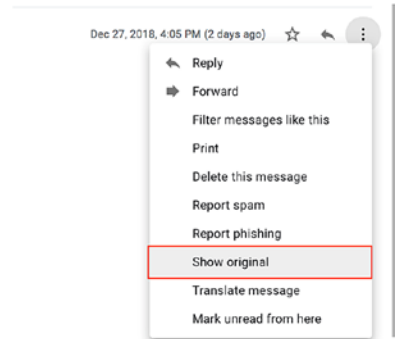 Dec 27, 2018, 4:05 PM (2 days ago)
Reply
Forward
Filter messages like this
Print
Delete this message
Report spam
Report phishing
Show original
Translate message
Mark unread from here